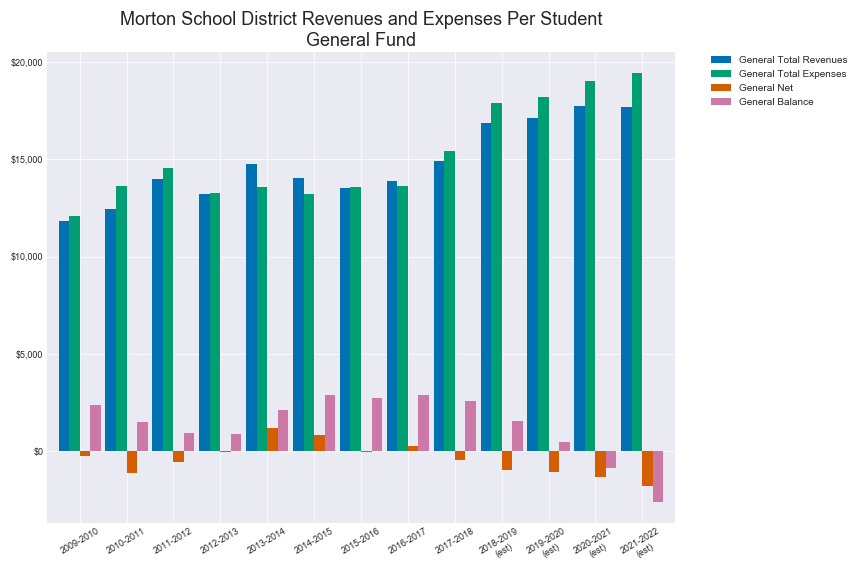 Morton School District Revenues and Expenses Per Student
General Fund
General Total Revenues
General Total Expenses
General Net
General Balance
$20,000
$15,000
$10,000
$5,000
$0
2009-2010
2010-2011
2011-2012
2012-2013
2013-2014
2014-2015
2015-2016
2016-2017
2017-2018
2018-2019
(est)
2019-2020
(est)
2020-2021
(est)
2021-2022
(est)